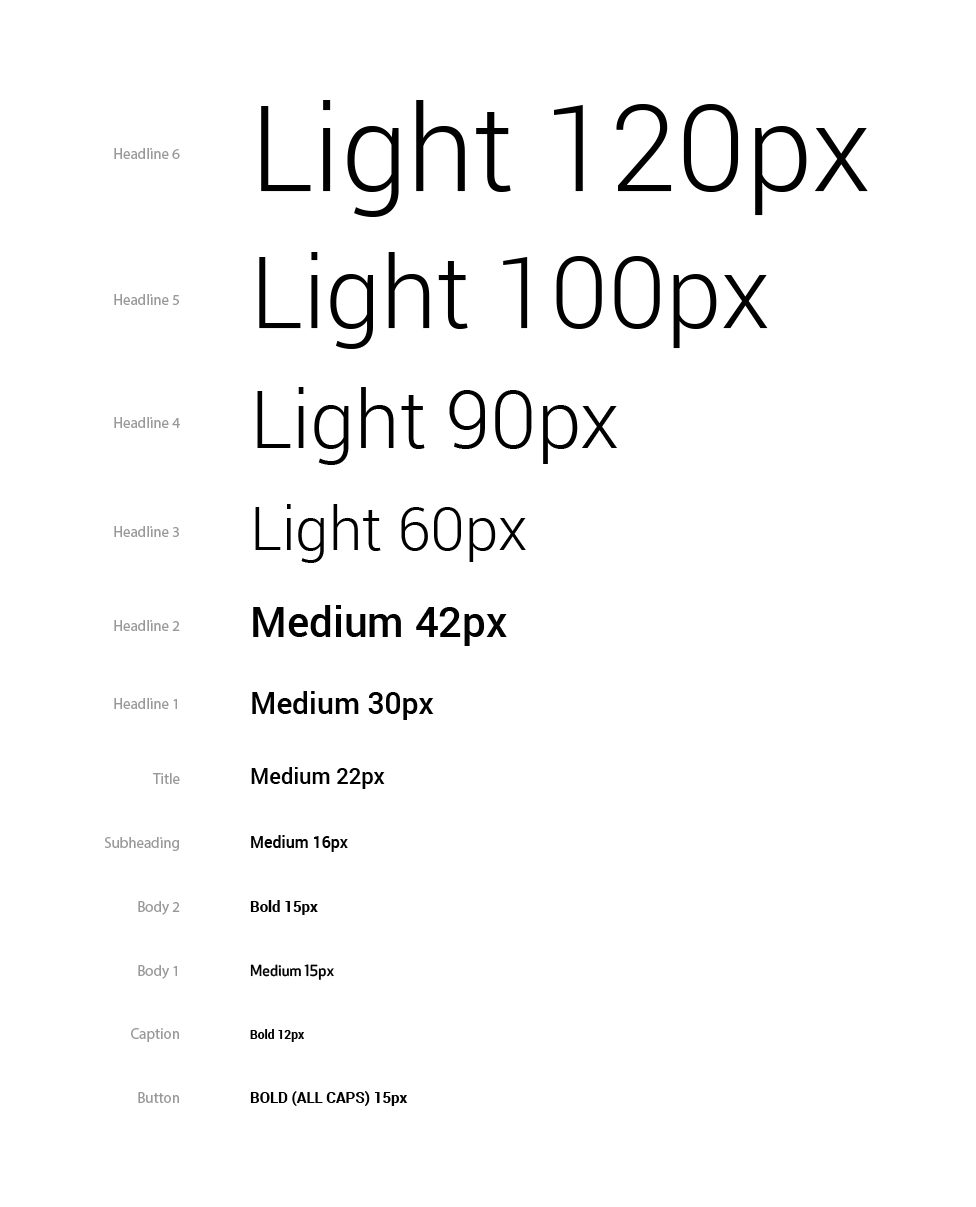 Headline 6 Light 120px
Headline 5 Light 100px
Headline 4 Light 90px
Headline 3 Light 60px
Headline 2 Medium 42px
Headline 1 Medium 30px
Title Medium 22px
Subheading Medium 16px
Body 2 Bold 15px
Body 1 Medium 15px
Caption Bold 12px
Button BOLD (ALL CAPS) 15px